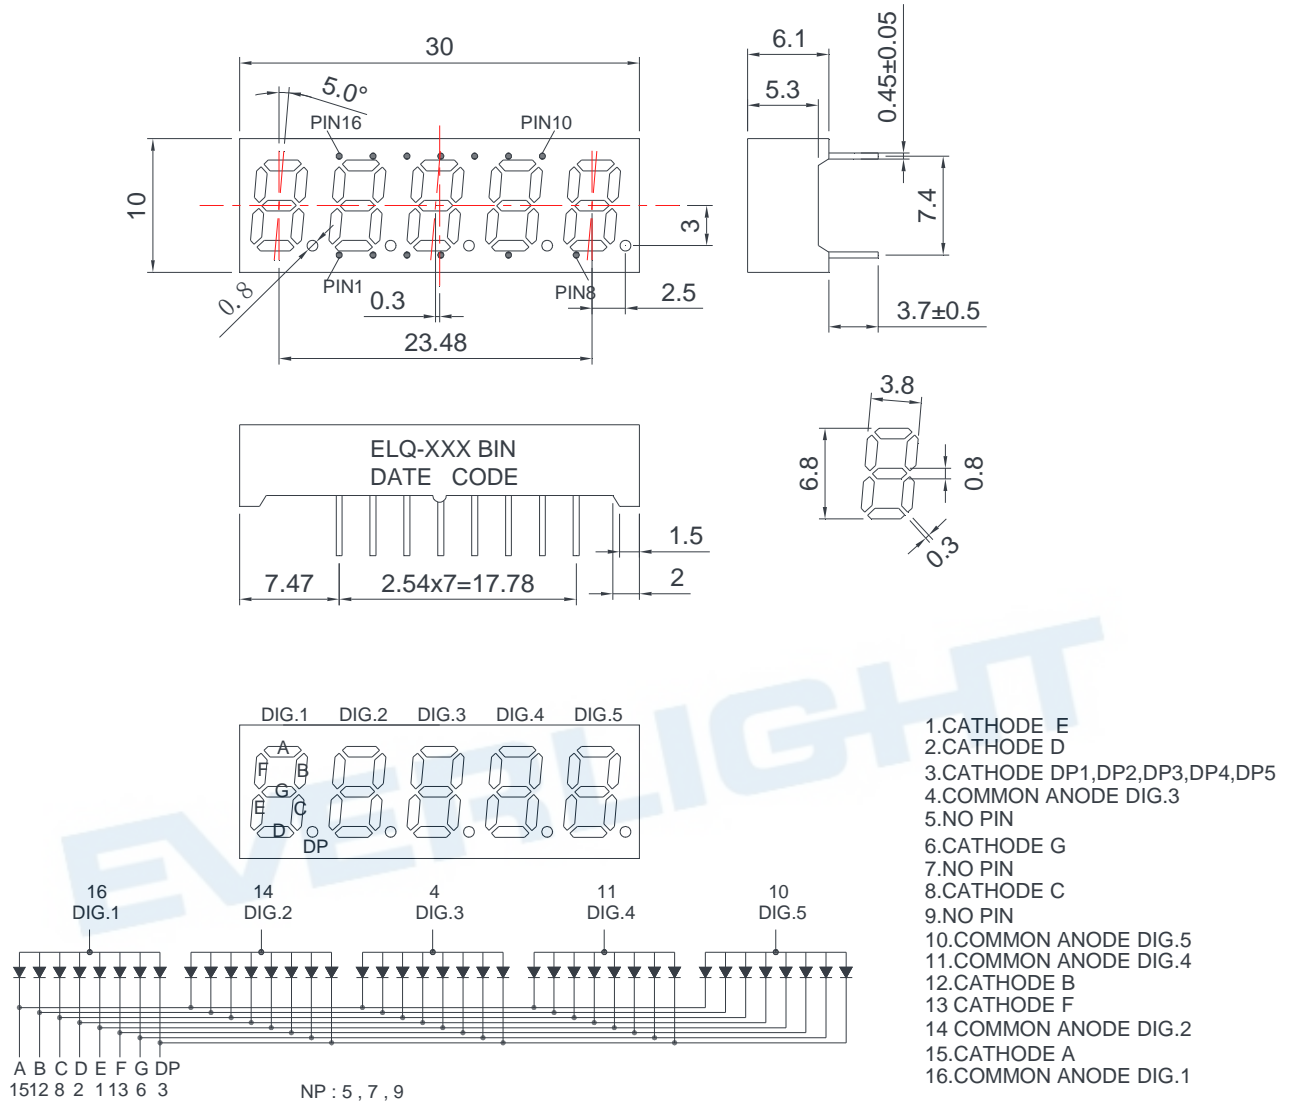 30
6.1
5.3
0.45±0.05
5.0°
PIN16
PIN10
10
3
7.4
PIN1
PIN8
0.8
0.3
2.5
3.7±0.5
23.48
3.8
6.8
0.8
0.3
ELQ-XXX BIN
DATE CODE
1.5
7.47
2.54x7=17.78
2
EVERLIGHT
DIG.1 DIG.2 DIG.3 DIG.4 DIG.5
A
F B
G
E C
D
DP
16 14 4 11 10
DIG.1 DIG.2 DIG.3 DIG.4 DIG.5
A B C D E F G DP
15 12 8 2 1 13 6 3
NP : 5 , 7 , 9
1.CATHODE E
2.CATHODE D
3.CATHODE DP1,DP2,DP3,DP4,DP5
4.COMMON ANODE DIG.3
5.NO PIN
6.CATHODE G
7.NO PIN
8.CATHODE C
9.NO PIN
10.COMMON ANODE DIG.5
11.COMMON ANODE DIG.4
12.CATHODE B
13 CATHODE F
14 COMMON ANODE DIG.2
15.CATHODE A
16.COMMON ANODE DIG.1